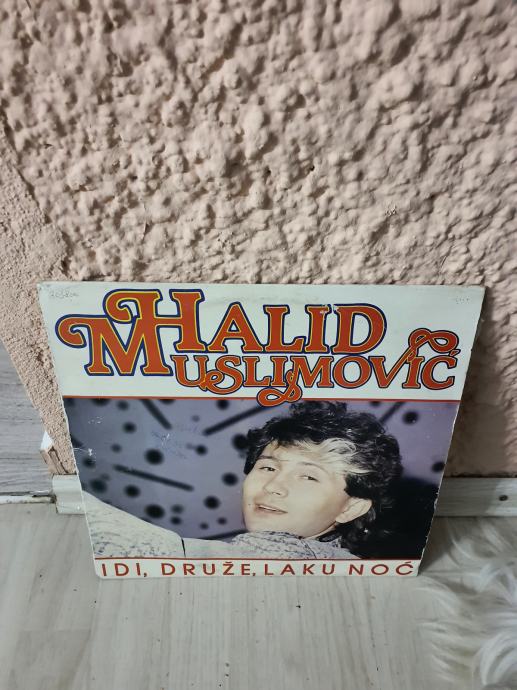 HALID
MUSLIMOVIĆ
IDI, DRUŽE, LAKU NOĆ